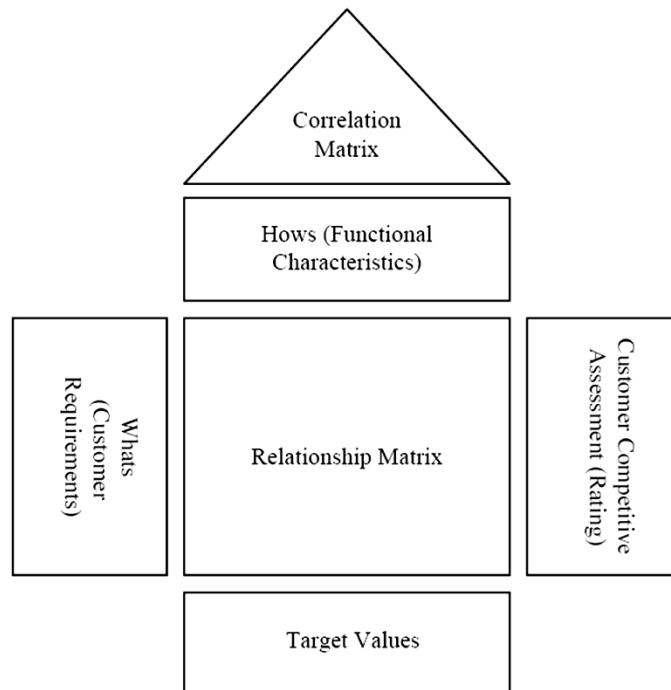 Correlation
Matrix
Hows (Functional
Characteristics)
Whats
(Customer
Requirements)
Relationship Matrix
Customer Competitive
Assessment (Rating)
Target Values